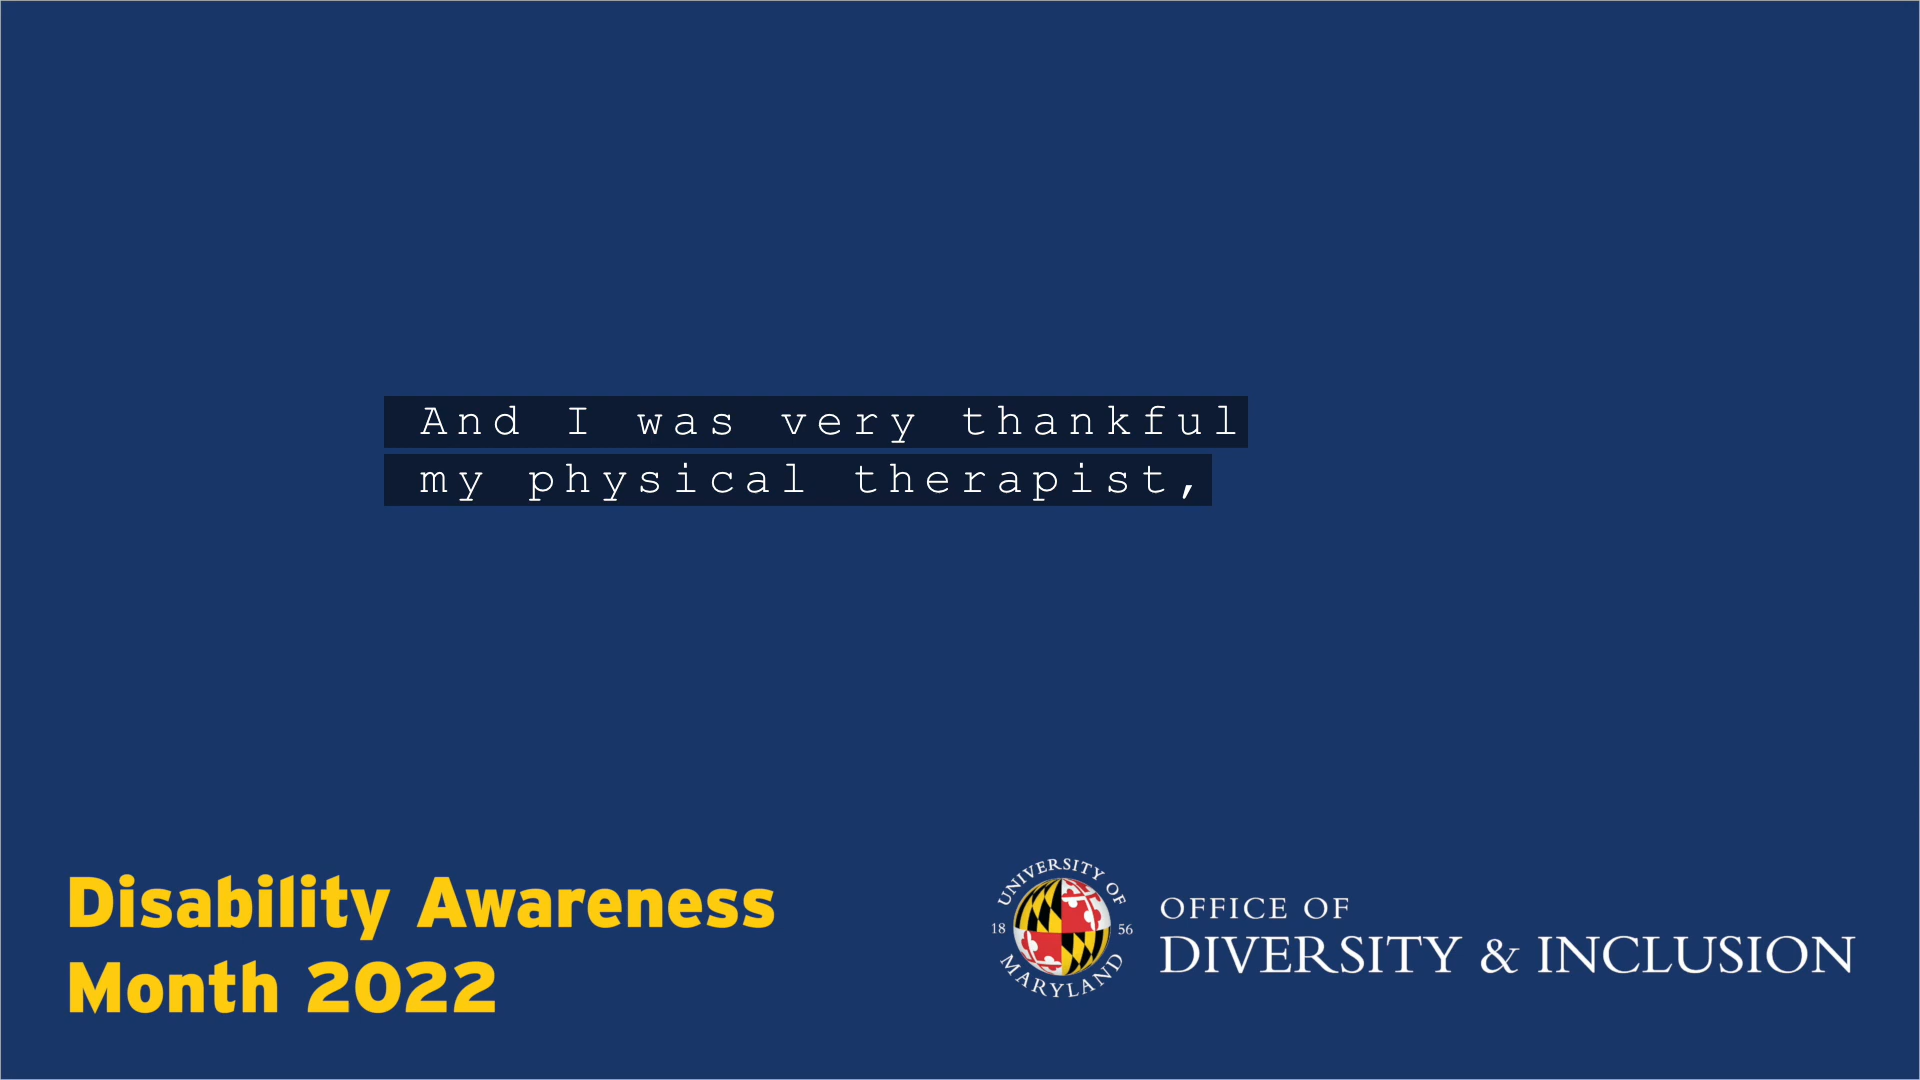 And I was very thankful
my physical therapist,
Disability Awareness
Month 2022
UNIVERSITY OF
18 56
MARYLAND
OFFICE OF
DIVERSITY & INCLUSION